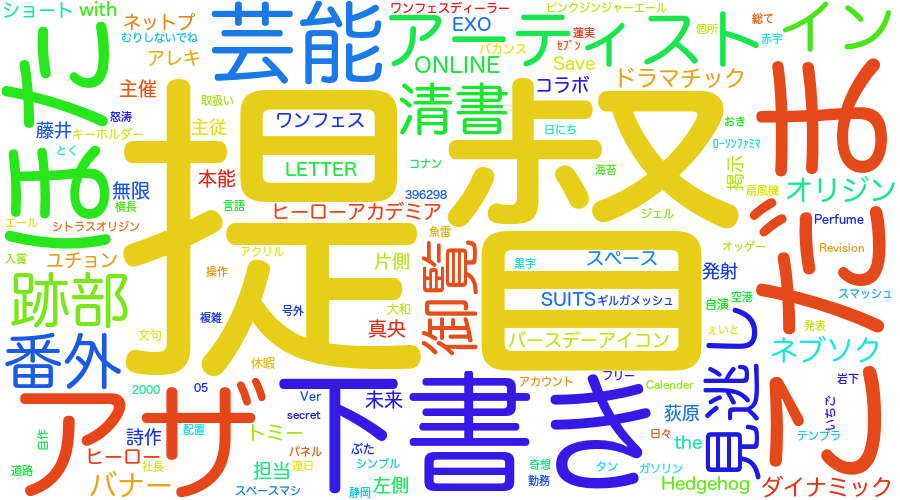 ショート with
ネットプ
むりしないでね
アレキ
芸能
ワンフェスディーラー
EXO
ピンクジンジャーエール
アーティスト
イン
蓮実
個所
総て
赤字
ｾﾌﾞﾝ
バカンス
ONLINE
Save
ドラマチック
ほたる
主催
取扱い
怒涛
主従
藤井
キーホルダー
とく
コラボ
清書
ワンフェス
日にち
おき
ﾛｰｿﾝﾌｧﾐﾏ
掲示
LETTER
コナン
海苔
無限
本能
横長
言語
396298
扇風機
オリジン
提督
ヒーローアカデミア
ジェル
エール
シトラスオリジン
Perfume
入賞
ユチョン
アクリル
魚雷
片側
御覧
オッゲー
Revision
操作
黒字
スペース
発射
跡部
複雑
号外
大和
SUITS
ギルガメッシュ
自演
空港
スマッシュ
真央
文句
バースデーアイコン
ぇいと
発表
番外
休暇
見逃し
ネブソク
2000
05
Ver
未来
アカウント
フリー
Calender
岩下
アザ
secret
下書き
荻原
いちご
こだま
自作
詩作
配置
トミー
ぶた
日々
the
テンプラ
ヒーロー
パネル
道路
社長
担当
連日
シンプル
奇想
タン
ガソリン
バナー
スペースマシ
静岡
左側
勤務
Hedgehog
ダイナミック